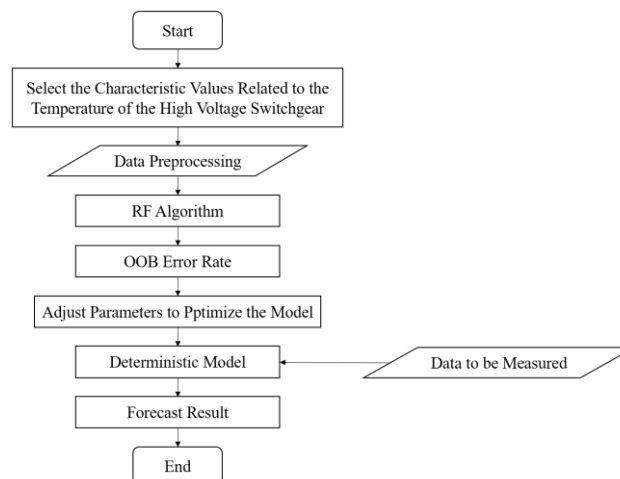 Start
Select the Characteristic Values Related to the
Temperature of the High Voltage Switchgear
Data Preprocessing
RF Algorithm
OOB Error Rate
Adjust Parameters to Pptimize the Model
Deterministic Model
Data to be Measured
Forecast Result
End